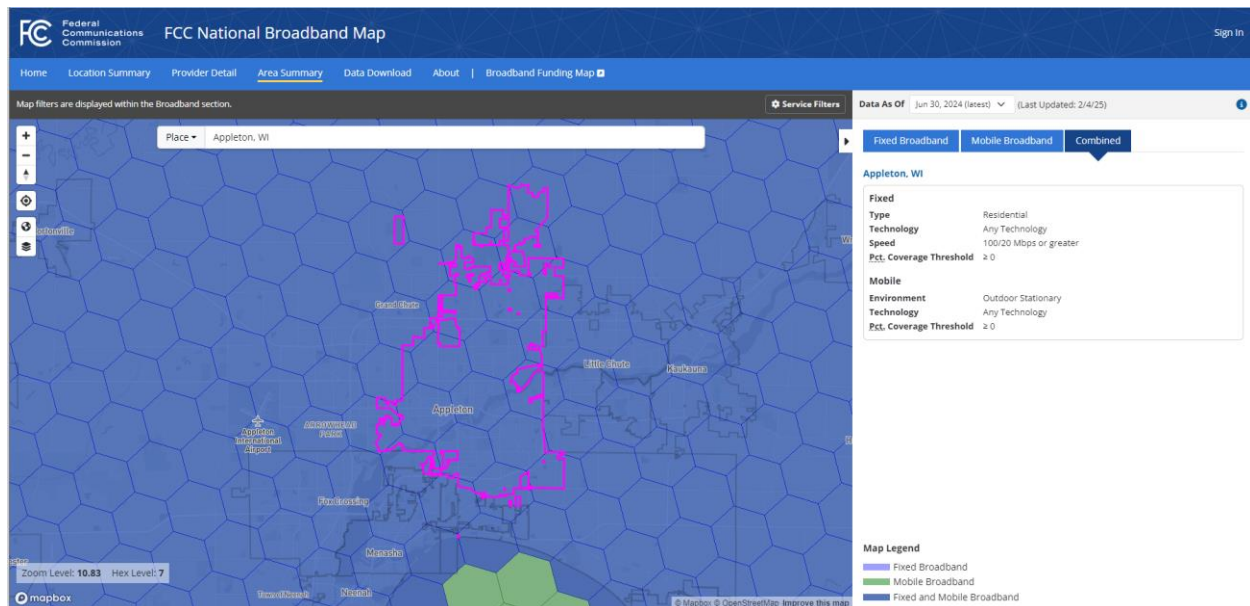 Federal
Communications
Commission
FCC National Broadband Map
Sign In
Home Location Summary Provider Detail Area Summary Data Download About | Broadband Funding Map
Map filters are displayed within the Broadband section.
Service Filters
Data As Of Jun 30, 2024 (latest) (Last Updated: 2/4/25)
Place Appleton, WI
Fixed Broadband Mobile Broadband Combined
Appleton, WI
Fixed
Type Residential
Technology Any Technology
Speed 100/20 Mbps or greater
Pct. Coverage Threshold ≥ 0
Mobile
Environment Outdoor Stationary
Technology Any Technology
Pct. Coverage Threshold ≥ 0
Grand Chute
Little Chute
Kaukauna
Appleton
Appleton
International
Airport
ARROWHEAD
PARK
Fox Crossing
Menasha
Neenah
Town of Neenah
Zoom Level: 10.83 Hex Level: 7
mapbox
© Mapbox © OpenStreetMap Improve this map
Map Legend
Fixed Broadband
Mobile Broadband
Fixed and Mobile Broadband